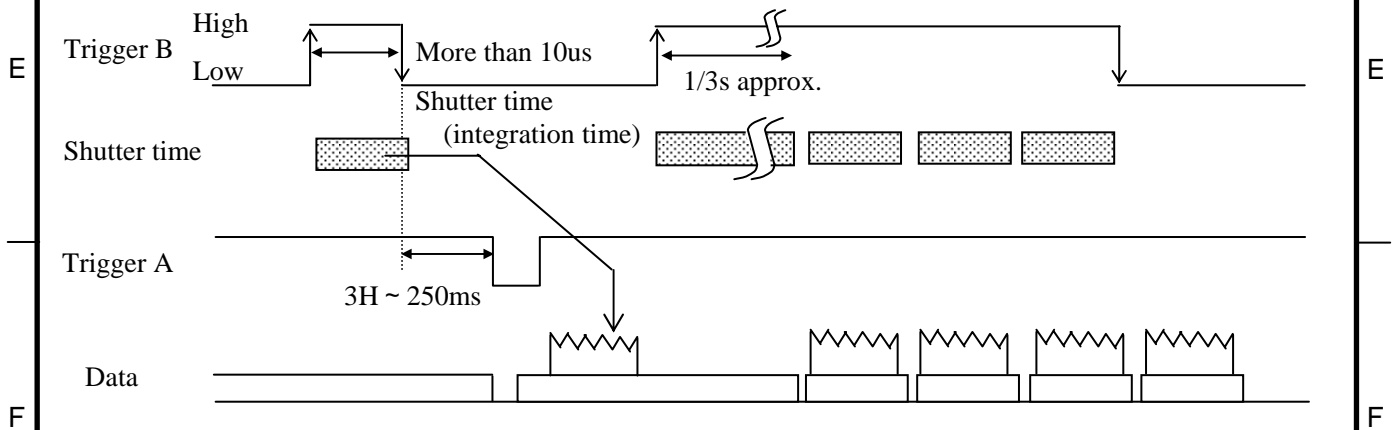 High
Trigger B
More than 10us
E
Low
1/3s approx.
E
Shutter time
(integration time)
Shutter time
Trigger A
3H ~ 250ms
Data
F
F